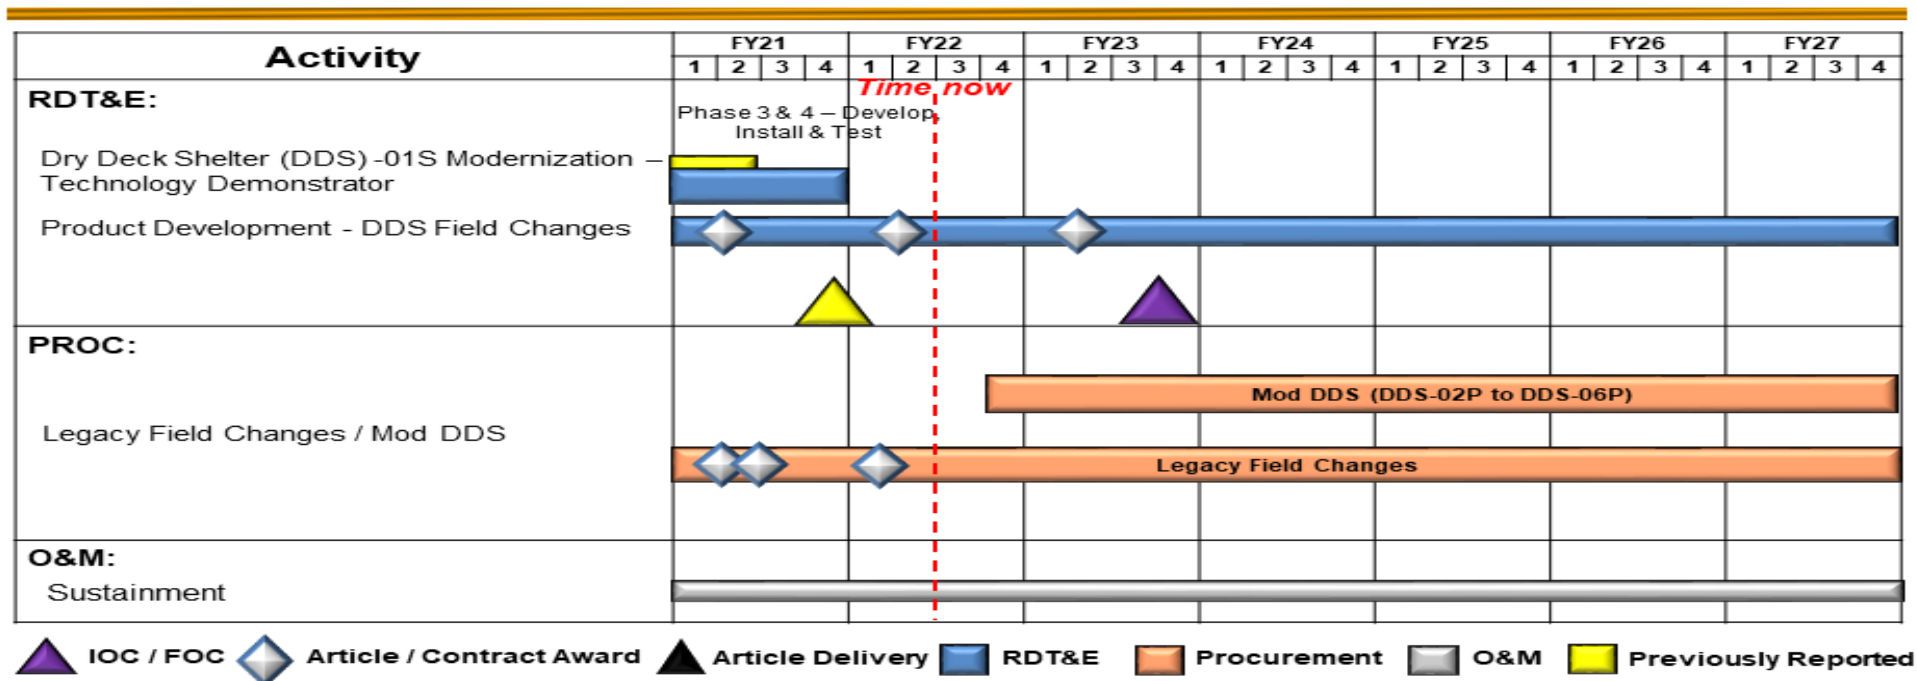 Activity
FY21 FY22 FY23 FY24 FY25 FY26 FY27
1 2 3 4 1 2 3 4 1 2 3 4 1 2 3 4 1 2 3 4 1 2 3 4 1 2 3 4
Time now
RDT&E:
Phase 3 & 4 – Develop,
Install & Test
Dry Deck Shelter (DDS) -01S Modernization –
Technology Demonstrator
Product Development - DDS Field Changes
PROC:
Mod DDS (DDS-02P to DDS-06P)
Legacy Field Changes / Mod DDS
Legacy Field Changes
O&M:
Sustainment
IOC / FOC Article / Contract Award Article Delivery RDT&E Procurement O&M Previously Reported